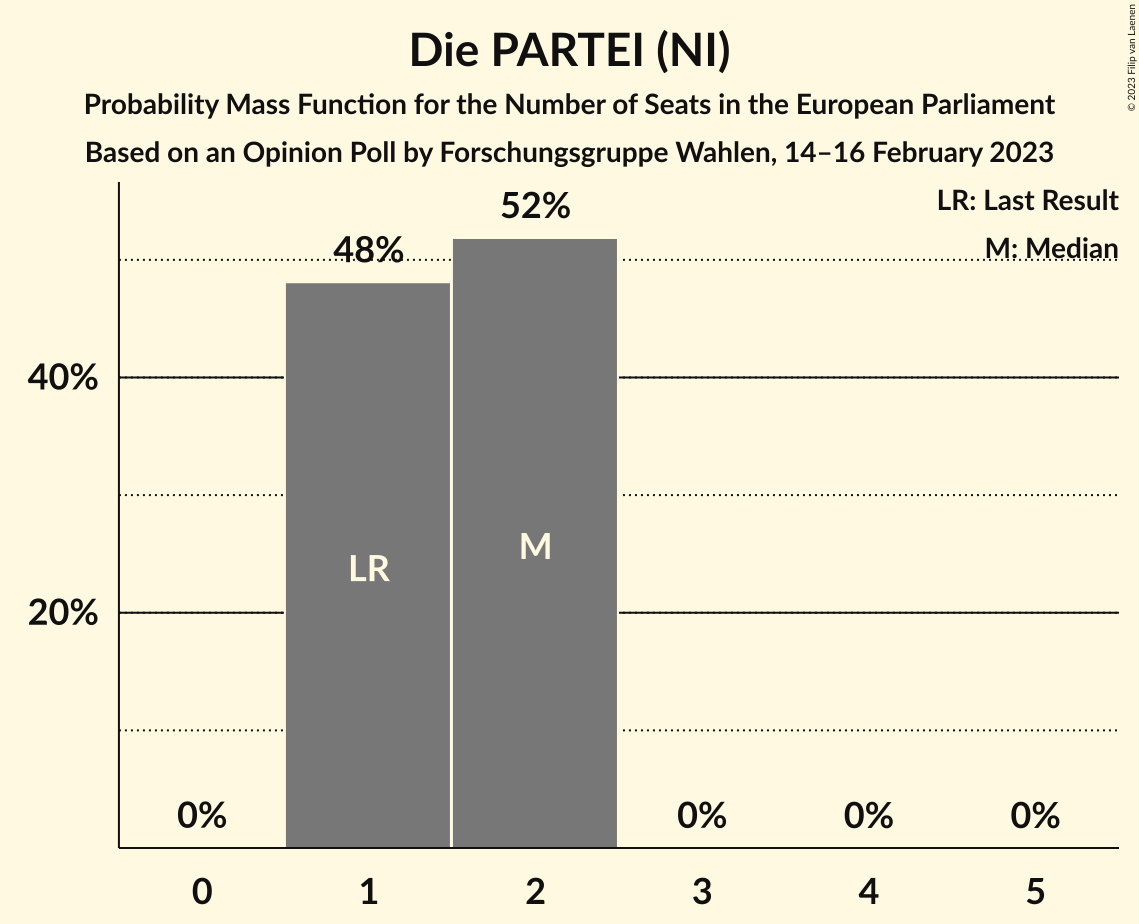 Die PARTEI (NI)
Probability Mass Function for the Number of Seats in the European Parliament
Based on an Opinion Poll by Forschungsgruppe Wahlen, 14–16 February 2023
© 2023 Filip van Laenen
LR: Last Result
M: Median
52%
48%
40%
20%
LR
M
0%
0%
0%
0%
0 1 2 3 4 5